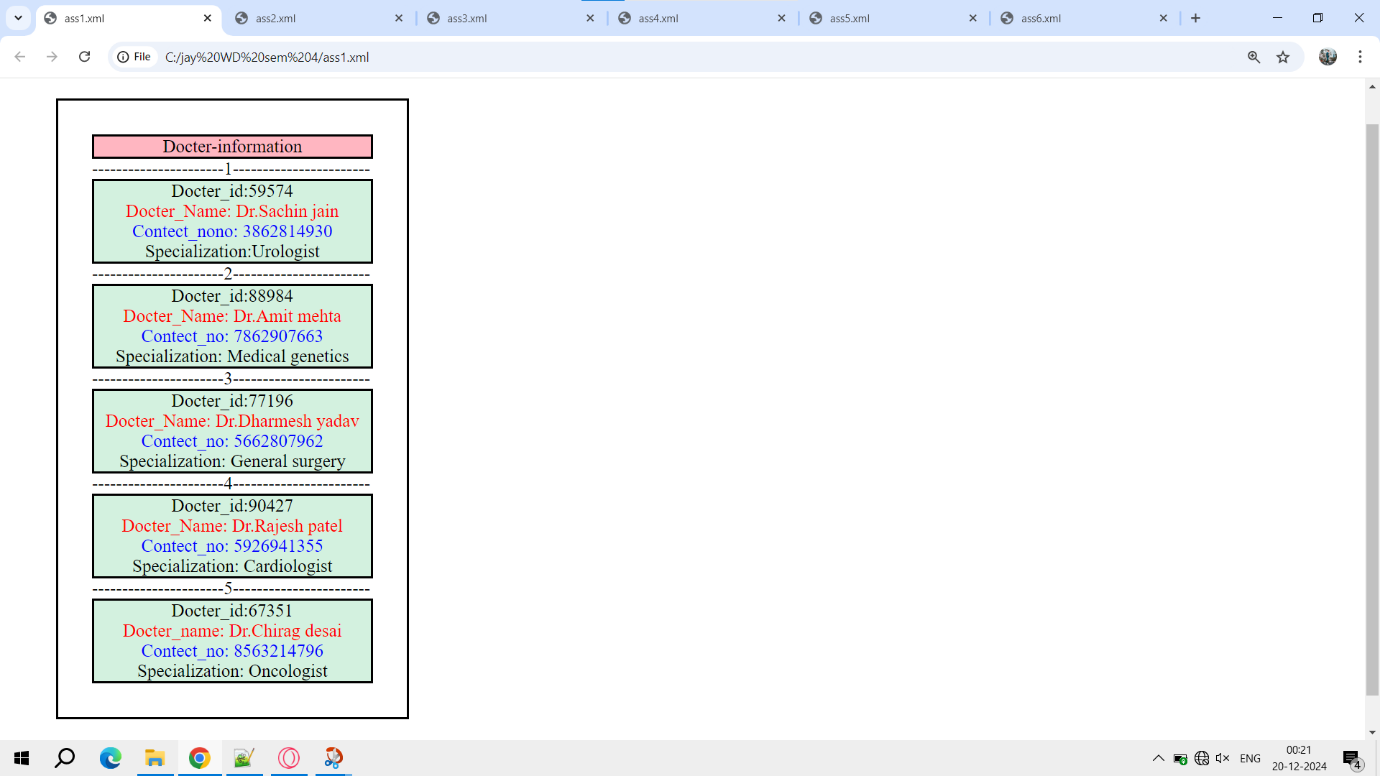 ass1.xml
ass2.xml
ass3.xml
ass4.xml
ass5.xml
ass6.xml
File C:/jay%20WD%20sem%204/ass1.xml
Docter-information
----------------------1-----------------------
Docter_id:59574
Docter_Name: Dr.Sachin jain
Contect_nono: 3862814930
Specialization:Urologist
----------------------2-----------------------
Docter_id:88984
Docter_Name: Dr.Amit mehta
Contect_no: 7862907663
Specialization: Medical genetics
----------------------3-----------------------
Docter_id:77196
Docter_Name: Dr.Dharmesh yadav
Contect_no: 5662807962
Specialization: General surgery
----------------------4-----------------------
Docter_id:90427
Docter_Name: Dr.Rajesh patel
Contect_no: 5926941355
Specialization: Cardiologist
----------------------5-----------------------
Docter_id:67351
Docter_name: Dr.Chirag desai
Contect_no: 8563214796
Specialization: Oncologist
ENG
00:21
20-12-2024
4